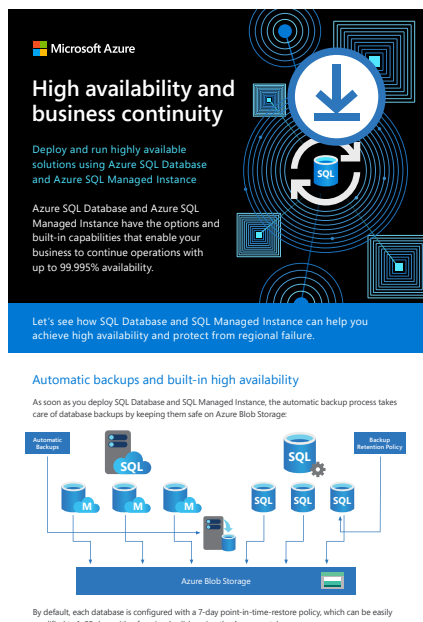 Microsoft Azure
High availability and
business continuity
Deploy and run highly available
solutions using Azure SQL Database
and Azure SQL Managed Instance
SQL
Azure SQL Database and Azure SQL
Managed Instance have the options and
built-in capabilities that enable your
business to continue operations with
up to 99.995% availability.
Let's see how SQL Database and SQL Managed Instance can help you
achieve high availability and protect from regional failure.
Automatic backups and built-in high availability
As soon as you deploy SQL Database and SQL Managed Instance, the automatic backup process takes
care of database backups by keeping them safe on Azure Blob Storage:
Automatic
Backups
SQL
SQL
Backup
Retention Policy
M
M
M
SQL
SQL
SQL
Azure Blob Storage
By default, each database is configured with a 7-day point-in-time-restore policy, which can be easily